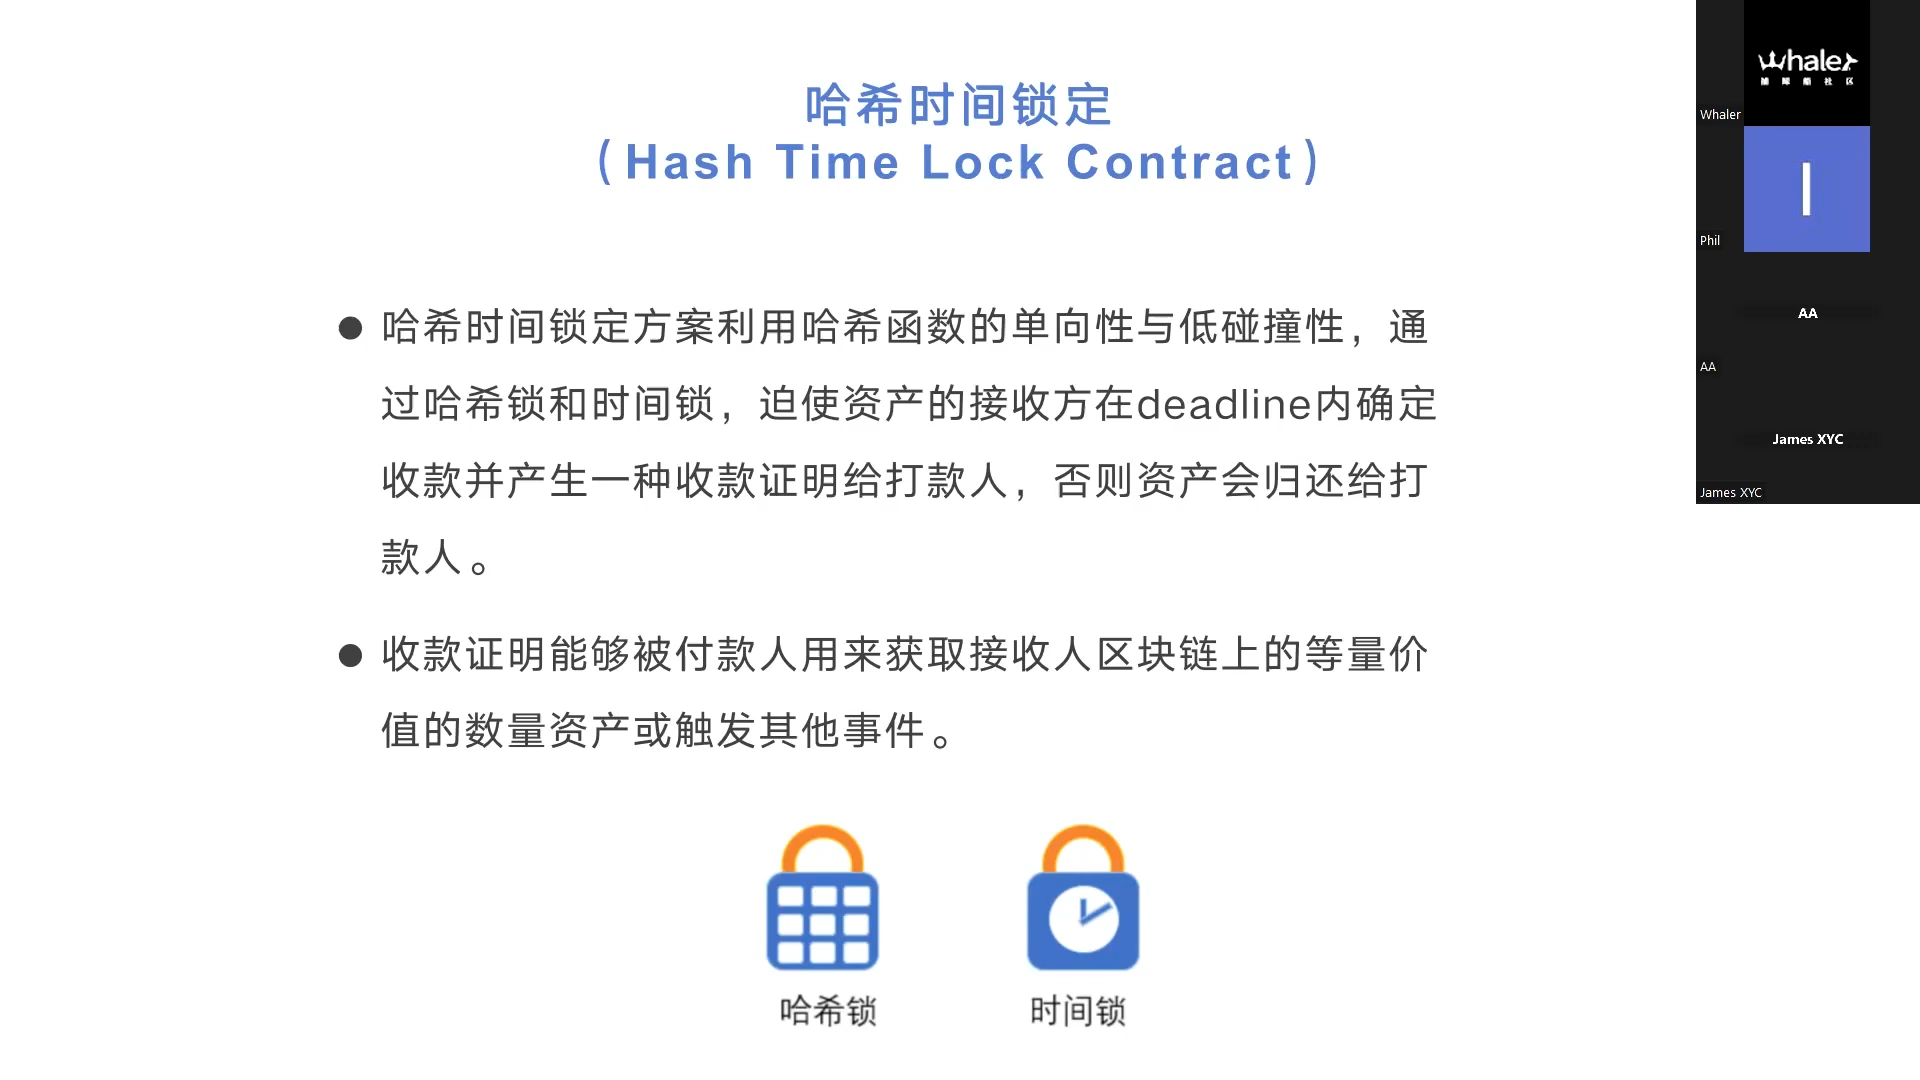 哈希时间锁定
（Hash Time Lock Contract）
● 哈希时间锁定方案利用哈希函数的单向性与低碰撞性，通
过哈希锁和时间锁，迫使资产的接收方在deadline内确定
收款并产生一种收款证明给打款人，否则资产会归还给打
款人。
● 收款证明能够被付款人用来获取接收人区块链上的等量价
值的数量资产或触发其他事件。
哈希锁
时间锁
Whaler
捕鲸船社区
Whaler
I
Phil
AA
AA
James XYC
James XYC